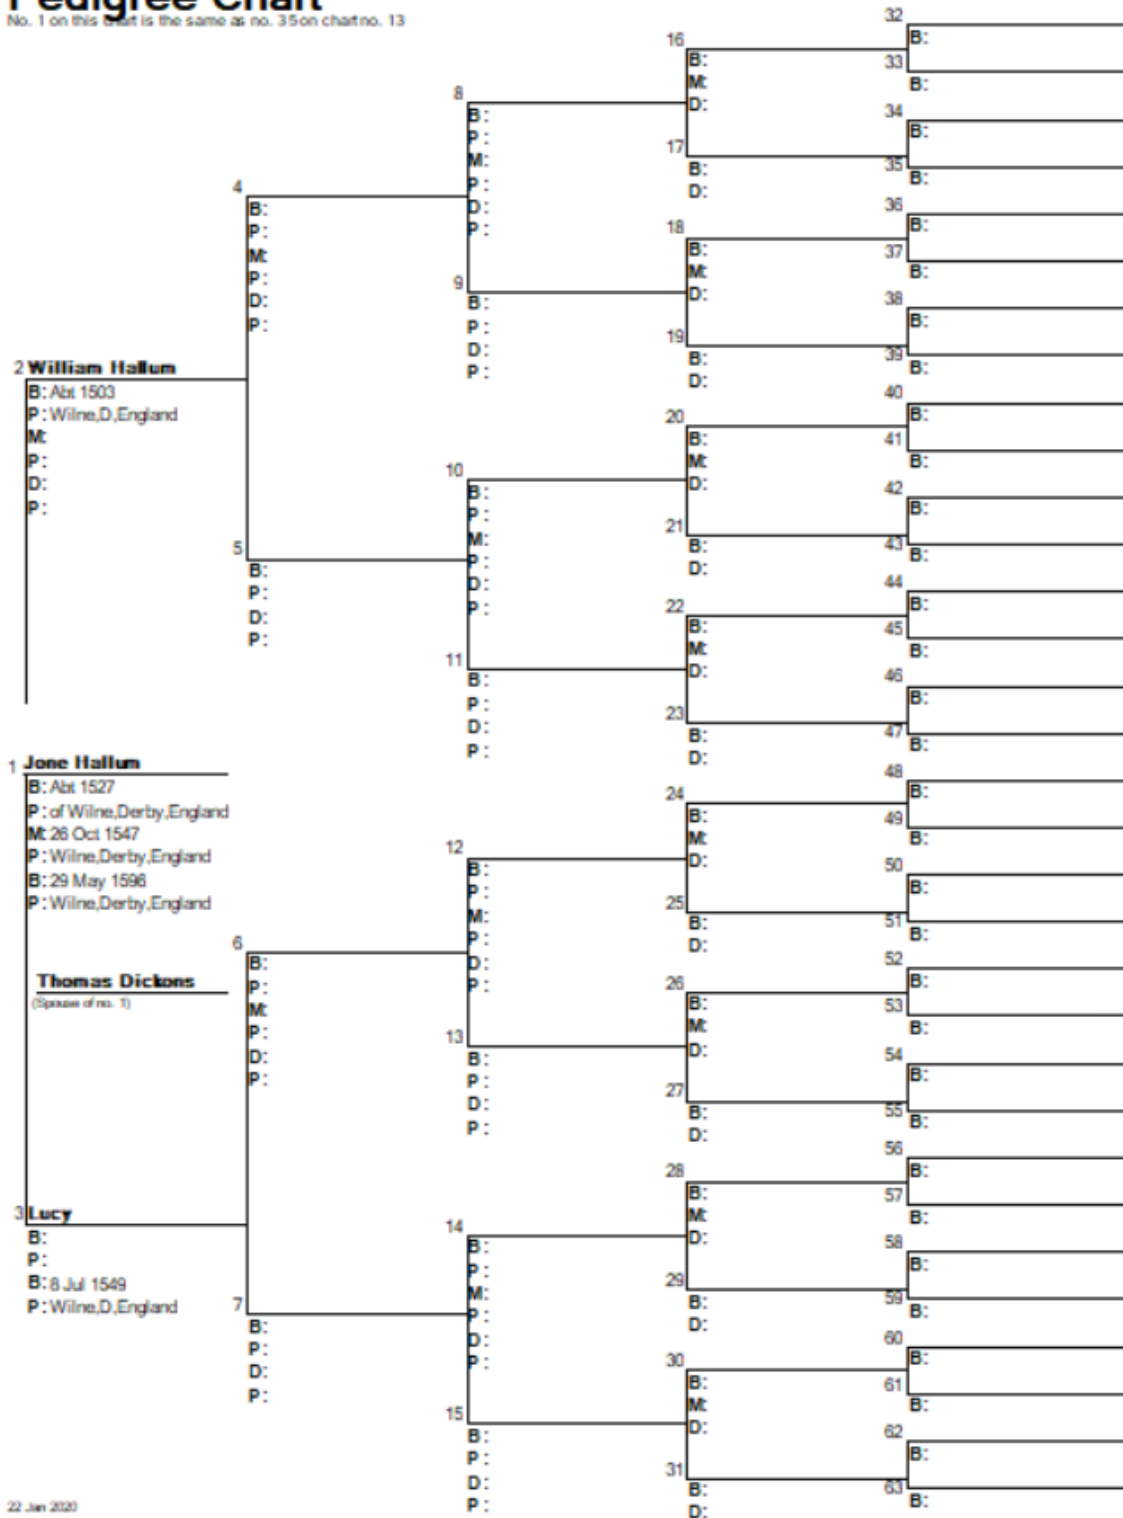 Pedigree Chart
No. 1 on this chart is the same as no. 35 on chart no. 13
2 William Hallum
B: Abt 1503
P: Wilne,D,England
M:
P:
D:
P:
1 Jone Hallum
B: Abt 1527
P: of Wilne,Derby,England
M: 26 Oct 1547
P: Wilne,Derby,England
B: 29 May 1596
P: Wilne,Derby,England
Thomas Dickons
(Spouse of no. 1)
3 Lucy
B:
P:
B: 8 Jul 1549
P: Wilne,D,England
4
B:
P:
M:
P:
D:
P:
5
B:
P:
D:
P:
6
B:
P:
M:
P:
D:
P:
7
B:
P:
D:
P:
8
B:
P:
M:
P:
D:
P:
9
B:
P:
D:
P:
10
B:
P:
M:
P:
D:
P:
11
B:
P:
D:
P:
12
B:
P:
M:
P:
D:
P:
13
B:
P:
D:
P:
14
B:
P:
M:
P:
D:
P:
15
B:
P:
D:
P:
16
B:
M:
D:
17
B:
D:
18
B:
M:
D:
19
B:
D:
20
B:
M:
D:
21
B:
D:
22
B:
M:
D:
23
B:
D:
24
B:
M:
D:
25
B:
D:
26
B:
M:
D:
27
B:
D:
28
B:
M:
D:
29
B:
D:
30
B:
M:
D:
31
B:
D:
32
B:
33
B:
34
B:
35
B:
36
B:
37
B:
38
B:
39
B:
40
B:
41
B:
42
B:
43
B:
44
B:
45
B:
46
B:
47
B:
48
B:
49
B:
50
B:
51
B:
52
B:
53
B:
54
B:
55
B:
56
B:
57
B:
58
B:
59
B:
60
B:
61
B:
62
B:
63
B:
22 Jan 2020